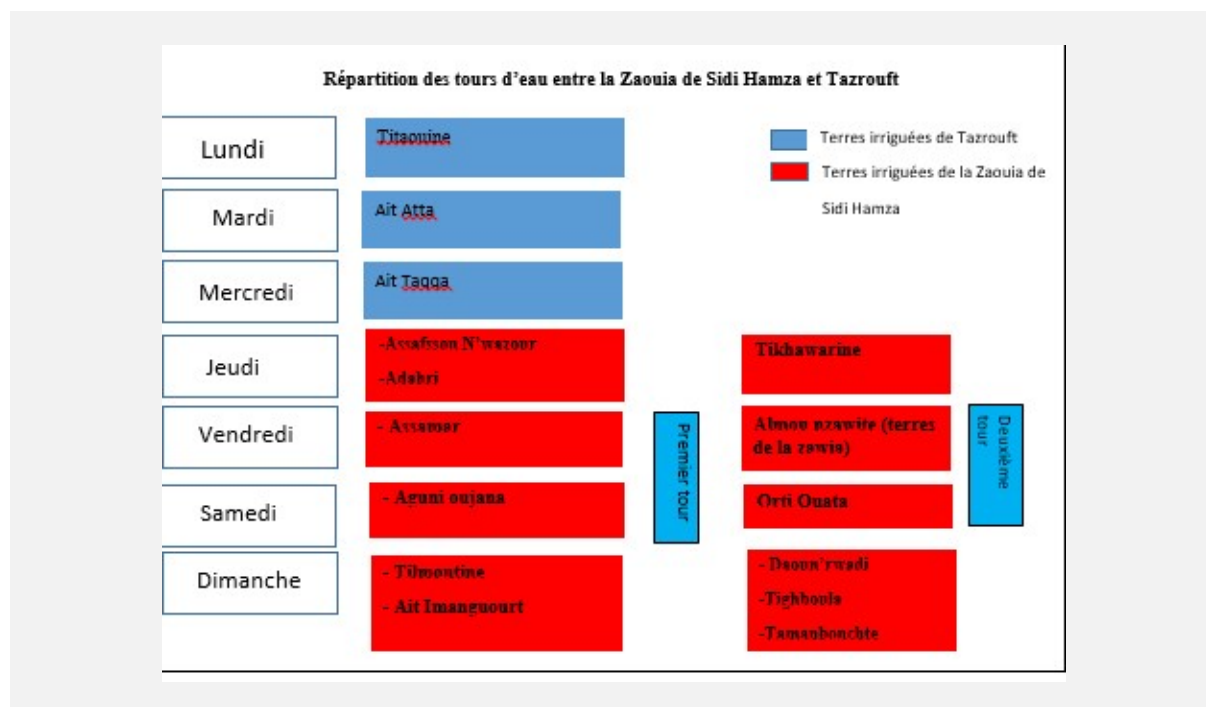 Répartition des tours d'eau entre la Zaouia de Sidi Hamza et Tazrouft
Lundi
Titaouine
Terres irriguées de Tazrouft
Terres irriguées de la Zaouia de
Sidi Hamza
Mardi
Ait Atta
Mercredi
Ait Tagga
Jeudi
-Assafsson N'wazour
-Adabri
Tikhawarine
Vendredi
- Assamar
Premier tour
Almou nzawite (terres
de la zawia)
Deuxième
tour
Samedi
- Aguni oujana
Orti Ouata
Dimanche
- Tilmoutine
- Ait Imanguourt
- Daoun'rwadi
-Tighboula
-Tamanbonchte